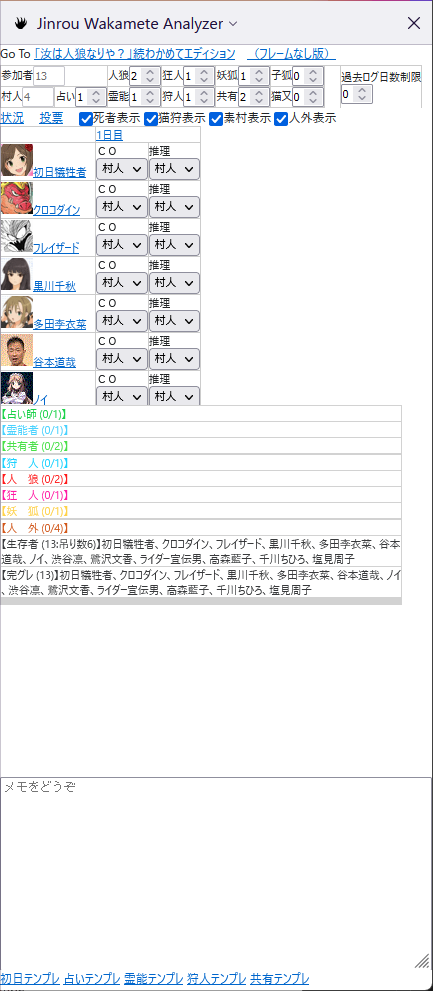 Jinrou Wakamete Analyzer
Go To 「汝は人狼なりや？」続わかめてエディション （フレームなし版）
参加者 13 人狼 2 狂人 1 妖狐 1 子狐 0 過去ログ日数制限
村人 4 占い 1 霊能 1 狩人 1 共有 2 猫又 0 0
状況 投票 死者表示 猫狩表示 素村表示 人外表示
1日目
初日犠牲者 ＣＯ 村人 推理 村人
クロコダイン ＣＯ 村人 推理 村人
フレイザード ＣＯ 村人 推理 村人
黒川千秋 ＣＯ 村人 推理 村人
多田李衣菜 ＣＯ 村人 推理 村人
谷本道哉 ＣＯ 村人 推理 村人
ノイ ＣＯ 村人 推理 村人
【占い師 (0/1)】
【霊能者 (0/1)】
【共有者 (0/2)】
【狩　人 (0/1)】
【人　狼 (0/2)】
【狂　人 (0/1)】
【妖　狐 (0/1)】
【人　外 (0/4)】
【生存者 (13:吊り数6)】初日犠牲者、クロコダイン、フレイザード、黒川千秋、多田李衣菜、谷本
道哉、ノイ、渋谷凛、鷺沢文香、ライダー宣伝男、高森藍子、千川ちひろ、塩見周子
【完グレ (13)】初日犠牲者、クロコダイン、フレイザード、黒川千秋、多田李衣菜、谷本道哉、ノイ
、渋谷凛、鷺沢文香、ライダー宣伝男、高森藍子、千川ちひろ、塩見周子
メモをどうぞ
初日テンプレ 占いテンプレ 霊能テンプレ 狩人テンプレ 共有テンプレ